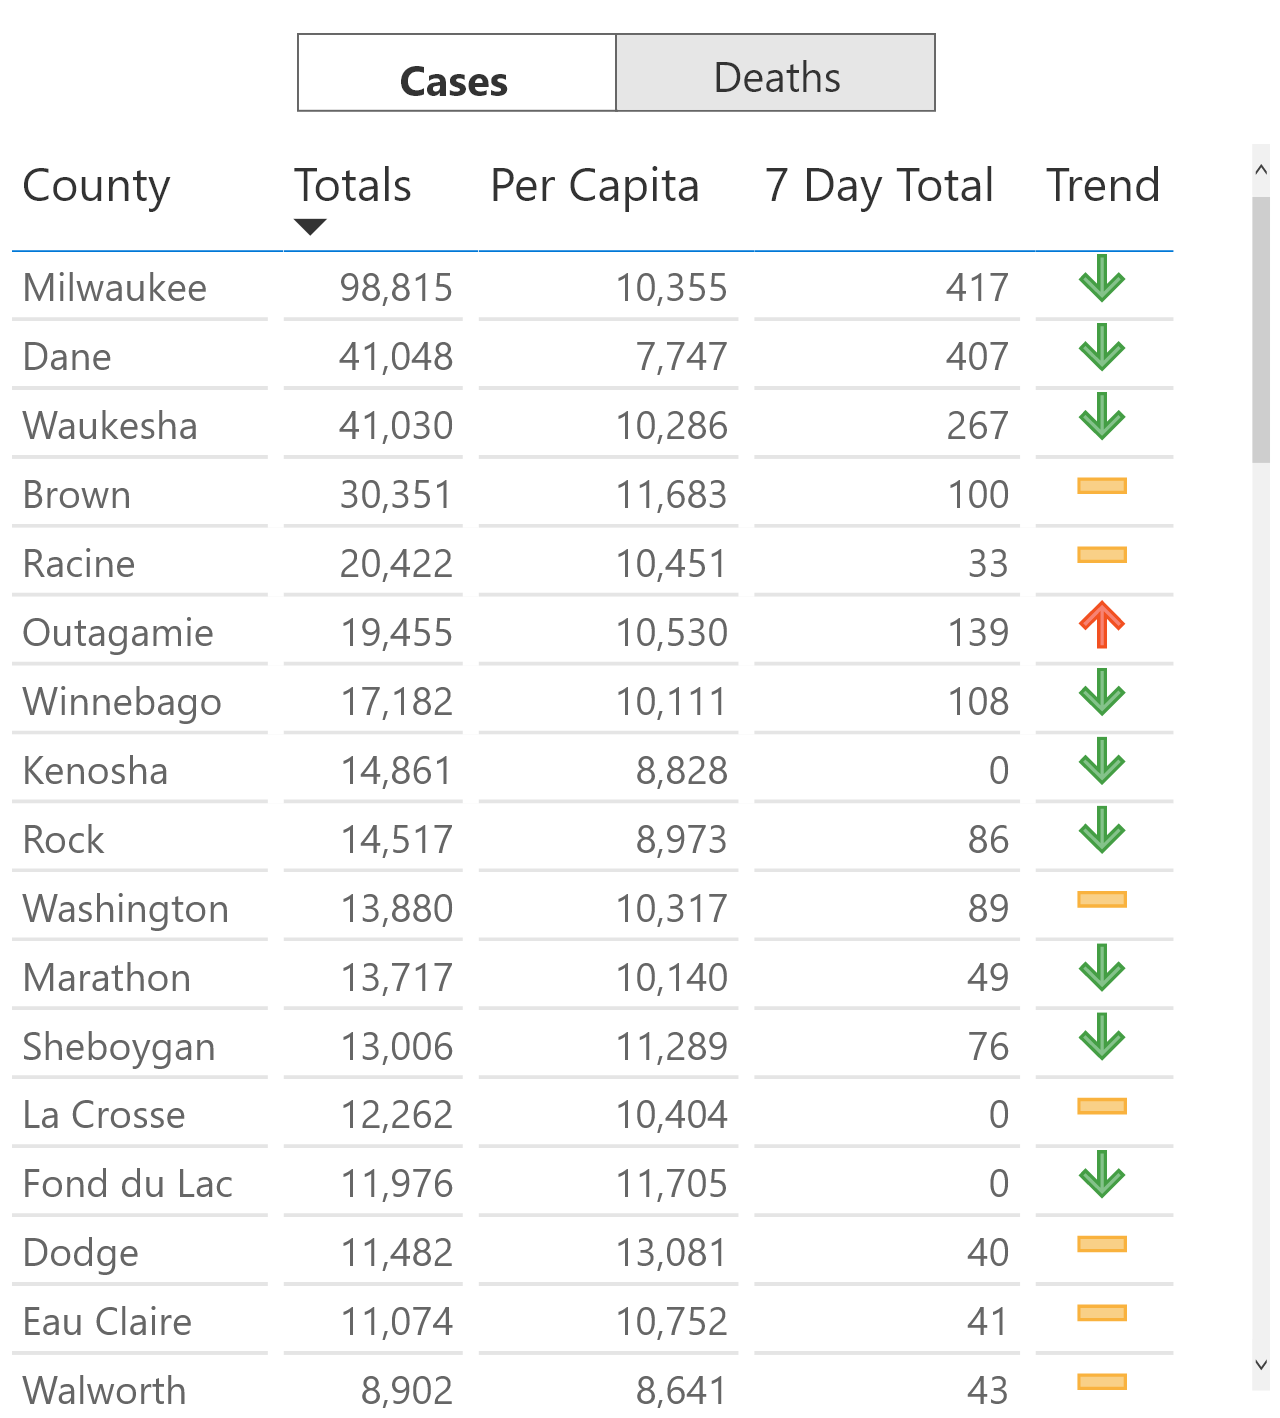 Cases Deaths
County Totals Per Capita 7 Day Total Trend
Milwaukee 98,815 10,355 417
Dane 41,048 7,747 407
Waukesha 41,030 10,286 267
Brown 30,351 11,683 100
Racine 20,422 10,451 33
Outagamie 19,455 10,530 139
Winnebago 17,182 10,111 108
Kenosha 14,861 8,828 0
Rock 14,517 8,973 86
Washington 13,880 10,317 89
Marathon 13,717 10,140 49
Sheboygan 13,006 11,289 76
La Crosse 12,262 10,404 0
Fond du Lac 11,976 11,705 0
Dodge 11,482 13,081 40
Eau Claire 11,074 10,752 41
Walworth 8,902 8,641 43